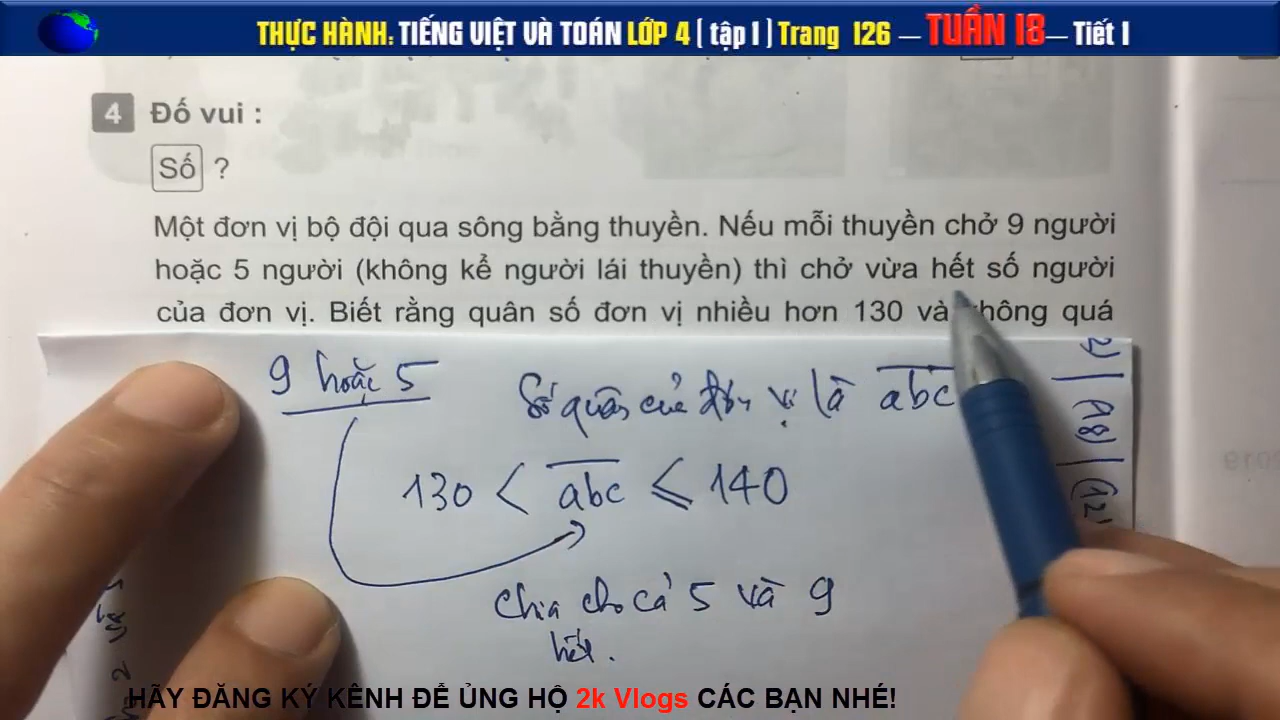 THỰC HÀNH: TIẾNG VIỆT VÀ TOÁN LỚP 4 ( tập 1 ) Trang 126 — TUẦN 18— Tiết 1
4 Đố vui :
Số ?
Một đơn vị bộ đội qua sông bằng thuyền. Nếu mỗi thuyền chở 9 người
hoặc 5 người (không kể người lái thuyền) thì chở vừa hết số người
của đơn vị. Biết rằng quân số đơn vị nhiều hơn 130 và không quá
9 hoặc 5
Số quân của đơn vị là abc
130 < abc ≤ 140
chia cho cả 5 và 9
hết.
HÃY ĐĂNG KÝ KÊNH ĐỂ ỦNG HỘ 2k Vlogs CÁC BẠN NHÉ!